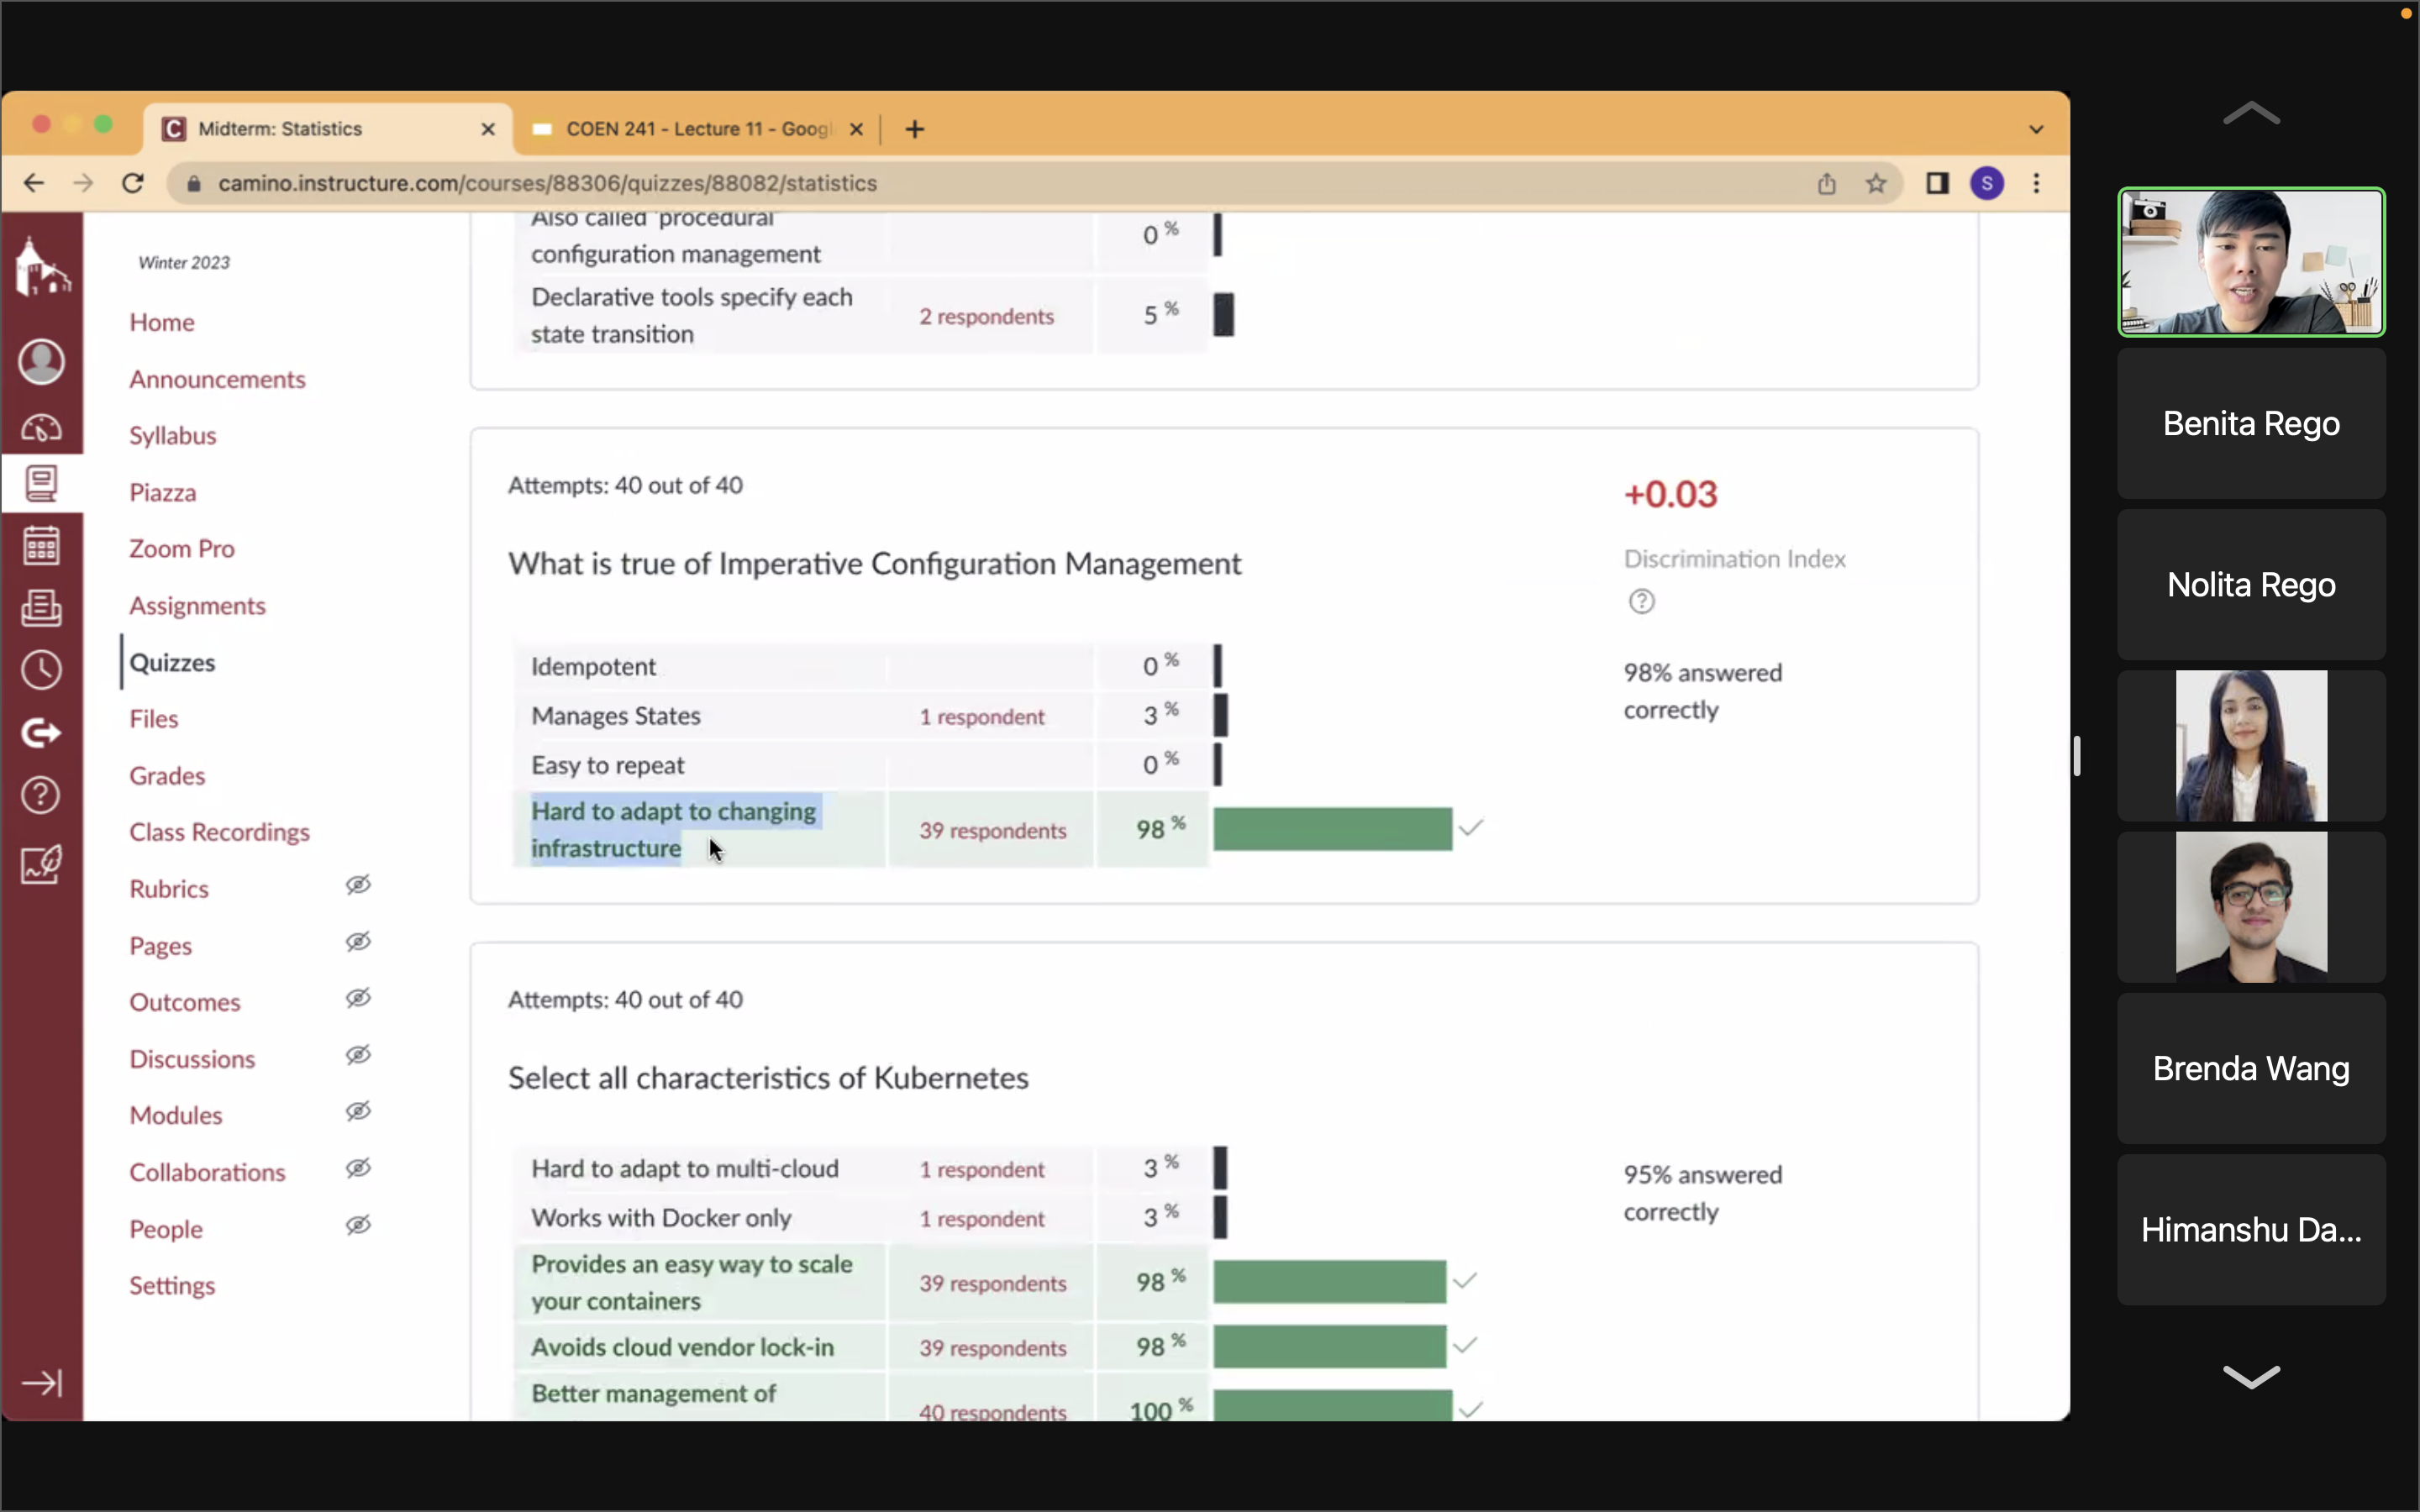 Midterm: Statistics
COEN 241 - Lecture 11 - Googl
camino.instructure.com/courses/88306/quizzes/88082/statistics
S
Winter 2023
Home
Announcements
Syllabus
Piazza
Zoom Pro
Assignments
Quizzes
Files
Grades
Class Recordings
Rubrics
Pages
Outcomes
Discussions
Modules
Collaborations
People
Settings
Also called 'procedural'
configuration management
0 %
Declarative tools specify each
state transition
2 respondents
5 %
Attempts: 40 out of 40
+0.03
Discrimination Index
What is true of Imperative Configuration Management
98% answered
correctly
Idempotent
0 %
Manages States
1 respondent
3 %
Easy to repeat
0 %
Hard to adapt to changing
infrastructure
39 respondents
98 %
Attempts: 40 out of 40
Select all characteristics of Kubernetes
95% answered
correctly
Hard to adapt to multi-cloud
1 respondent
3 %
Works with Docker only
1 respondent
3 %
Provides an easy way to scale
your containers
39 respondents
98 %
Avoids cloud vendor lock-in
39 respondents
98 %
Better management of
40 respondents
100 %
Benita Rego
Nolita Rego
Brenda Wang
Himanshu Da...